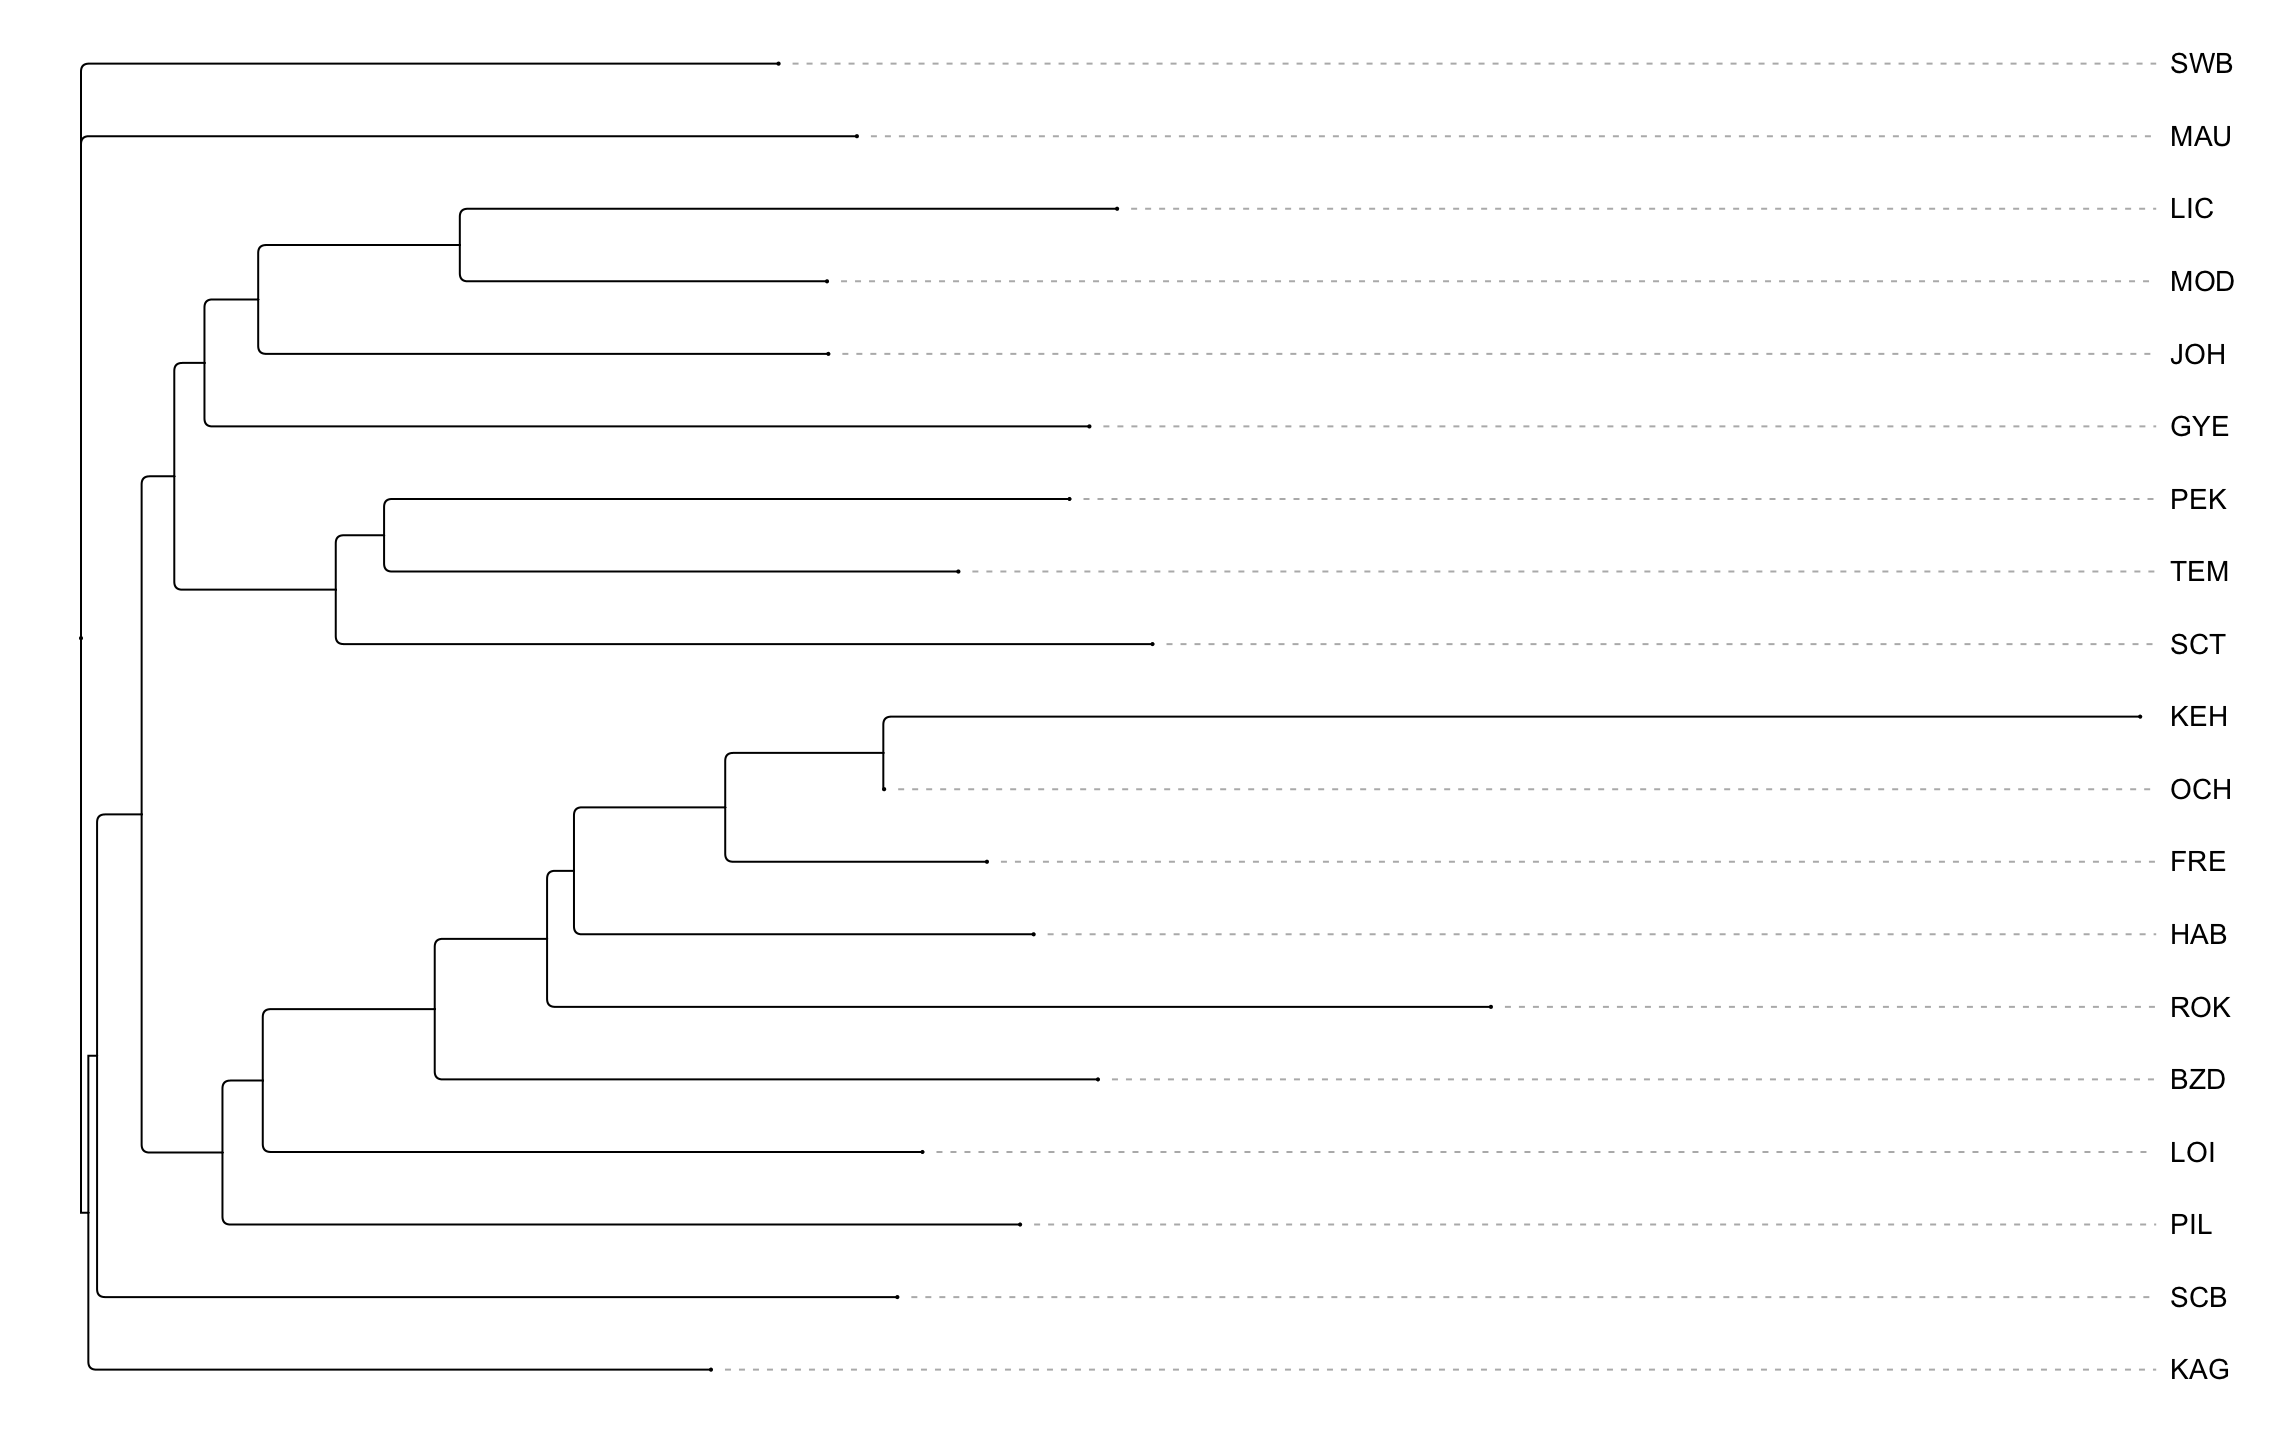 SWB
MAU
LIC
MOD
JOH
GYE
PEK
TEM
SCT
KEH
OCH
FRE
HAB
ROK
BZD
LOI
PIL
SCB
KAG